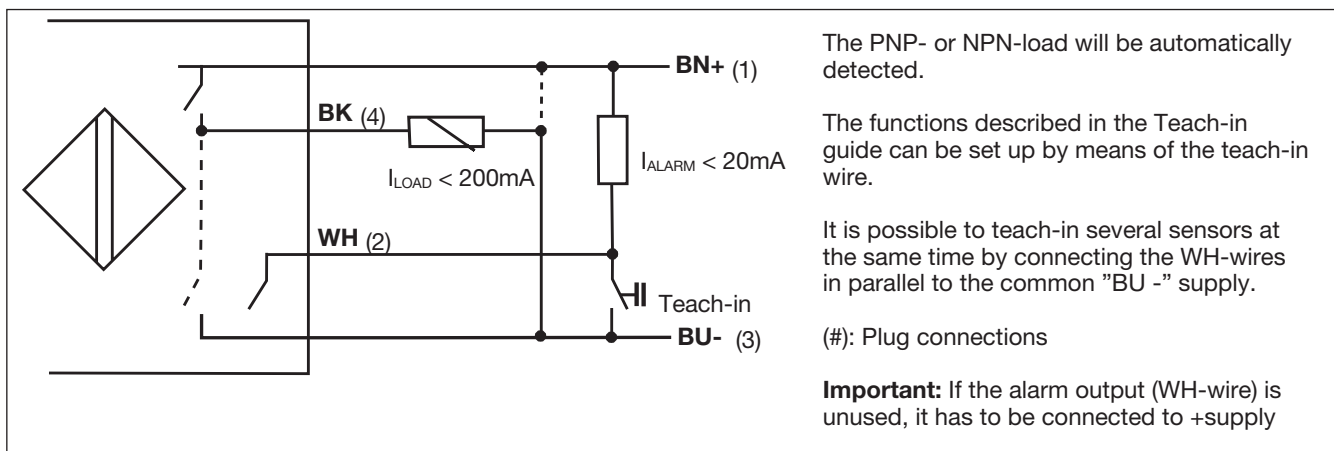 BN+ (1)
BK (4)
I_LOAD < 200mA
I_ALARM < 20mA
WH (2)
Teach-in
BU- (3)
The PNP- or NPN-load will be automatically
detected.
The functions described in the Teach-in
guide can be set up by means of the teach-in
wire.
It is possible to teach-in several sensors at
the same time by connecting the WH-wires
in parallel to the common ”BU -” supply.
(#): Plug connections
Important: If the alarm output (WH-wire) is
unused, it has to be connected to +supply